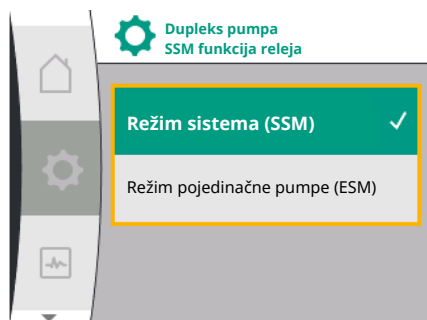 Dupleks pumpa
SSM funkcija releja
Režim sistema (SSM)
Režim pojedinačne pumpe (ESM)